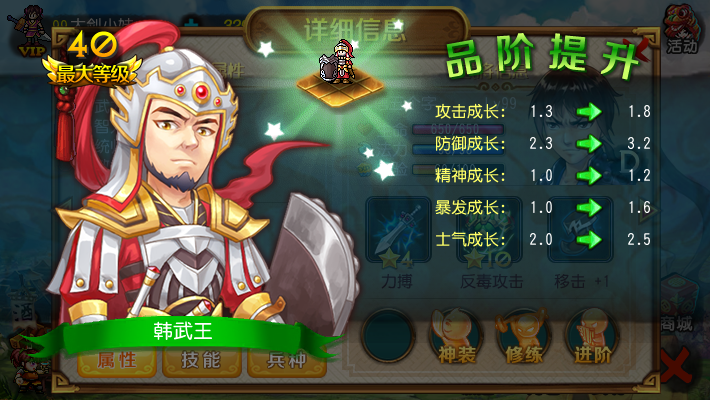 VIP
40
最大等级
详细信息
活动
品阶提升
攻击成长： 1.3 1.8
防御成长： 2.3 3.2
精神成长： 1.0 1.2
暴发成长： 1.0 1.6
士气成长： 2.0 2.5
4
10
力搏
反毒攻击
移击 +1
韩武王
商城
属性
技能
兵种
神装
修练
进阶